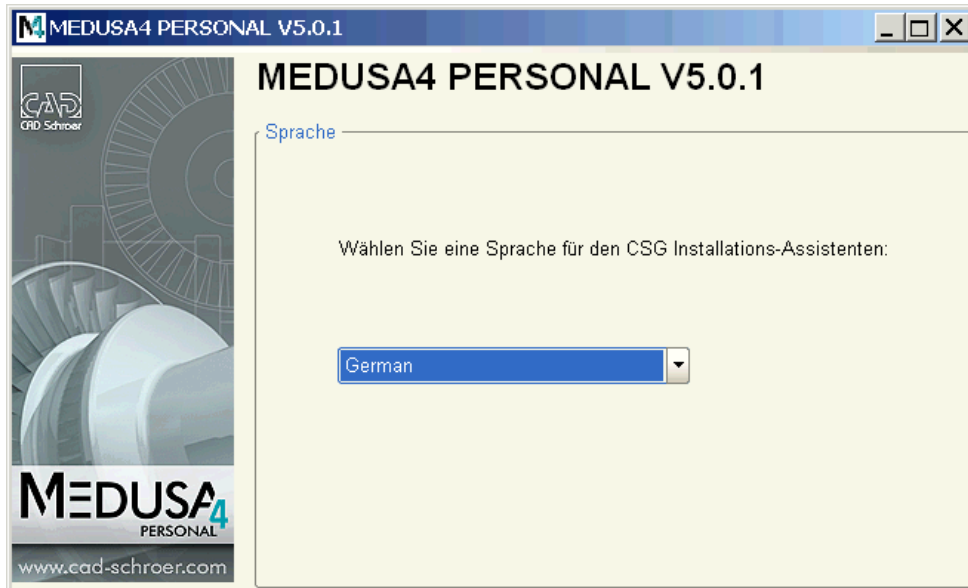 MEDUSA4 PERSONAL V5.0.1
CAD
CAD Schroer
MEDUSA4 PERSONAL V5.0.1
Sprache
Wählen Sie eine Sprache für den CSG Installations-Assistenten:
German
MEDUSA4
PERSONAL
www.cad-schroer.com